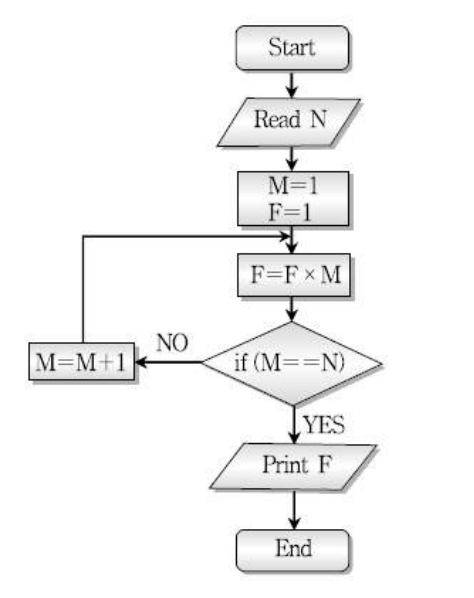 Start
Read N
M=1
F=1
F=F×M
if (M==N)
NO
M=M+1
YES
Print F
End